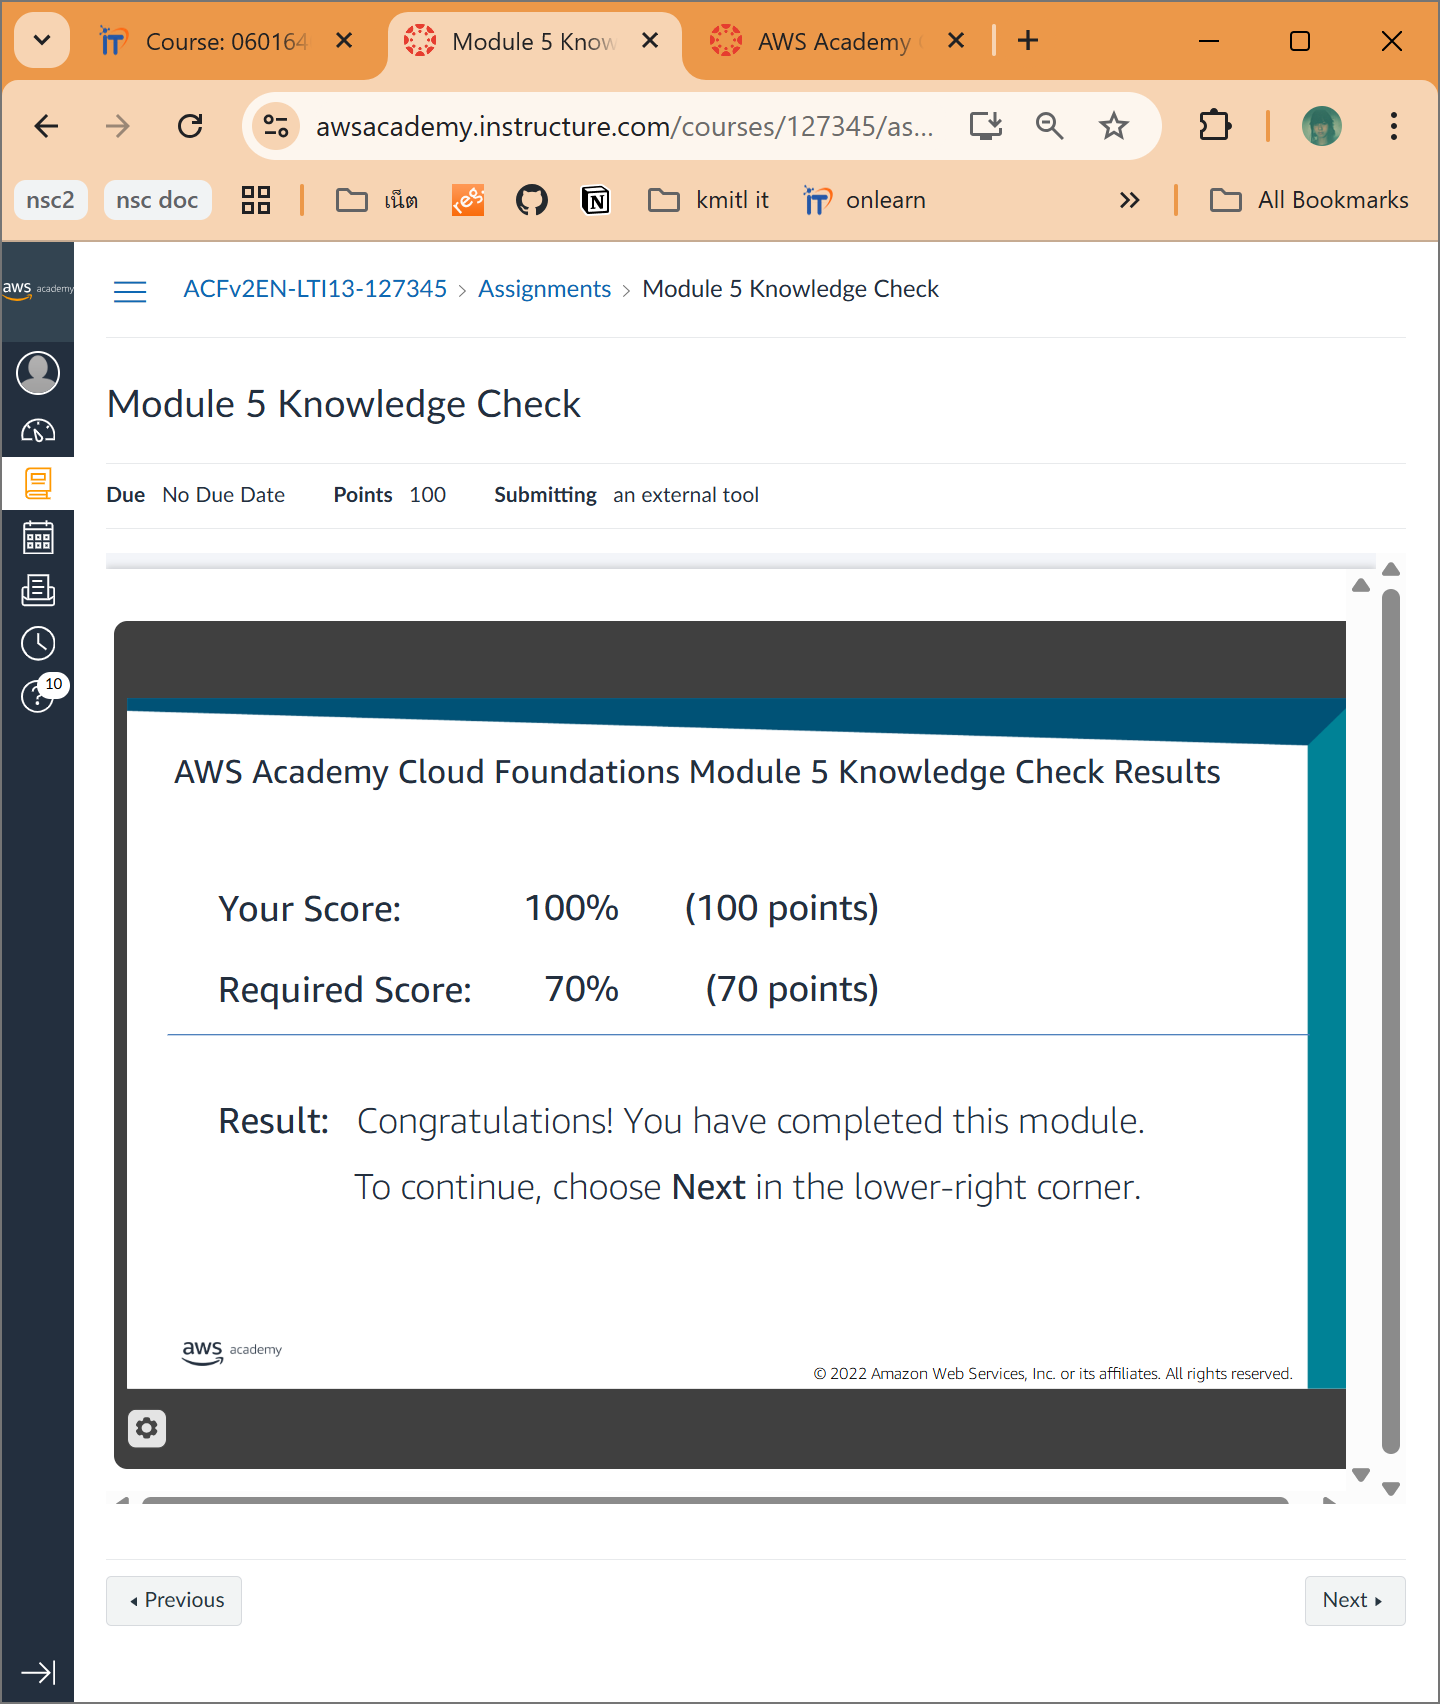 Course: 060164
Module 5 Know
AWS Academy
awsacademy.instructure.com/courses/127345/as...
nsc2
nsc doc
เน็ต
reg.
kmitl it
iT
onlearn
All Bookmarks
aws academy
ACFv2EN-LTI13-127345 > Assignments > Module 5 Knowledge Check
Module 5 Knowledge Check
Due No Due Date Points 100 Submitting an external tool
10
AWS Academy Cloud Foundations Module 5 Knowledge Check Results
Your Score: 100% (100 points)
Required Score: 70% (70 points)
Result: Congratulations! You have completed this module.
To continue, choose Next in the lower-right corner.
aws academy
© 2022 Amazon Web Services, Inc. or its affiliates. All rights reserved.
Previous
Next